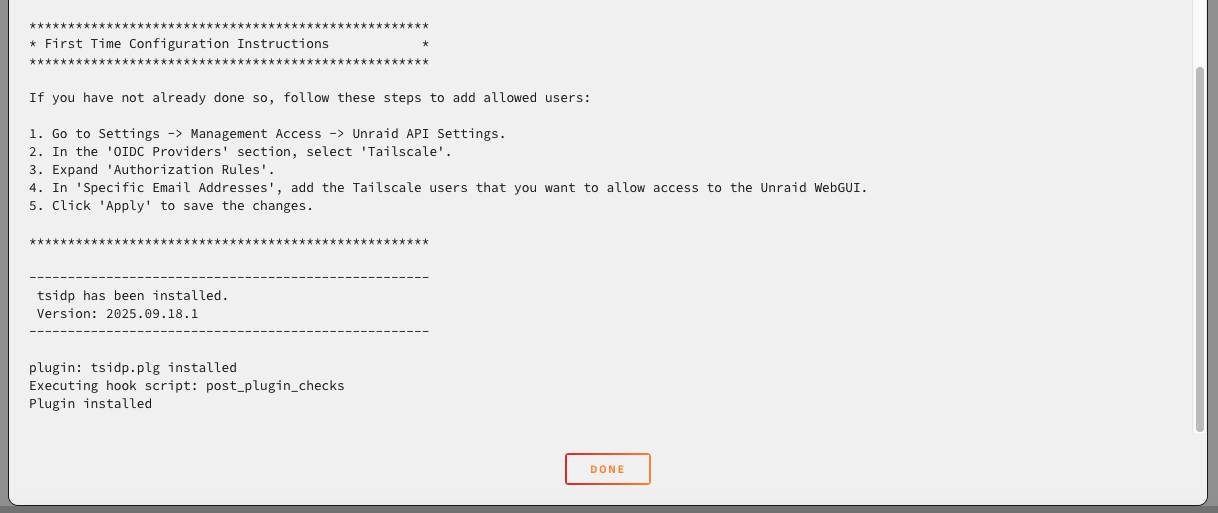 ****************************************************
* First Time Configuration Instructions            *
****************************************************
If you have not already done so, follow these steps to add allowed users:
1. Go to Settings -> Management Access -> Unraid API Settings.
2. In the 'OIDC Providers' section, select 'Tailscale'.
3. Expand 'Authorization Rules'.
4. In 'Specific Email Addresses', add the Tailscale users that you want to allow access to the Unraid WebGUI.
5. Click 'Apply' to save the changes.
****************************************************
----------------------------------------------------
 tsidp has been installed.
 Version: 2025.09.18.1
----------------------------------------------------
plugin: tsidp.plg installed
Executing hook script: post_plugin_checks
Plugin installed
DONE